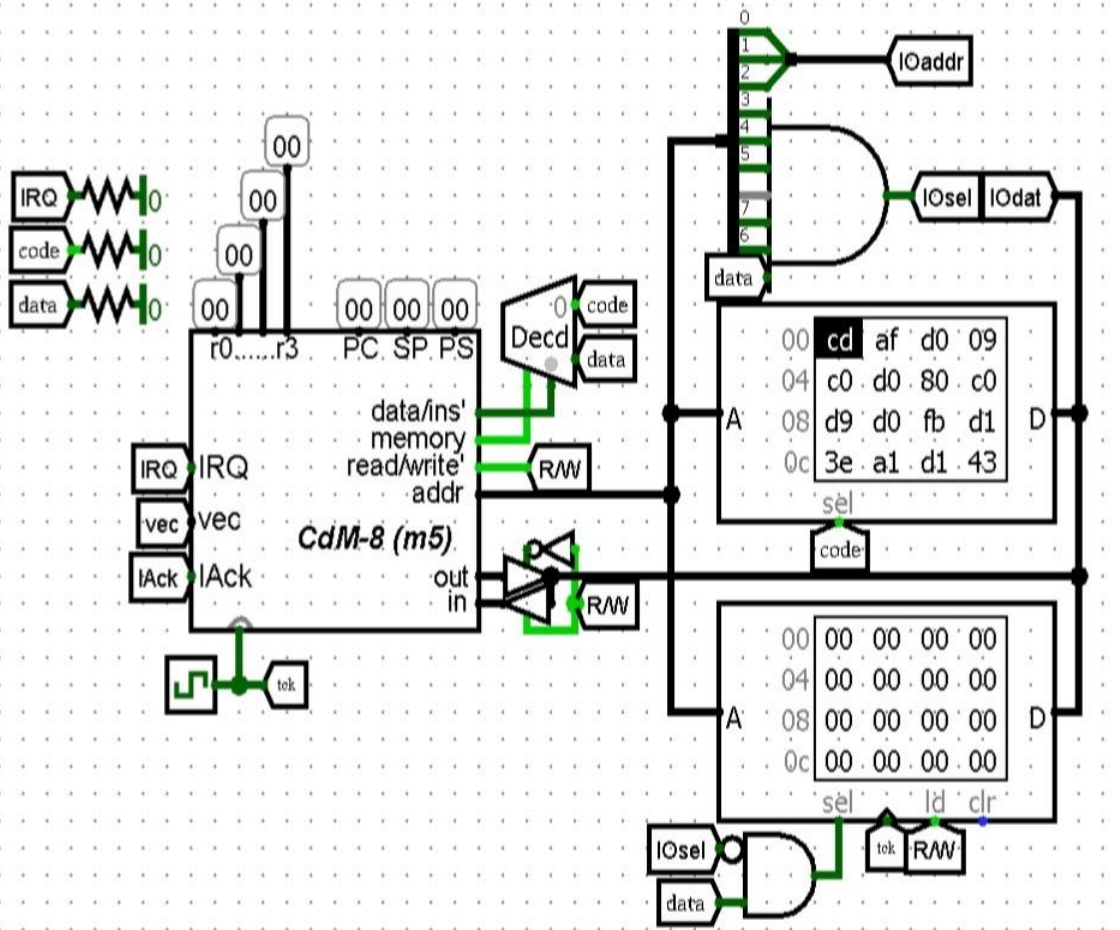 0
1
2
3
4
5
7
6
IOaddr
IOsel IOdat
data
IRQ 0
code 0
data 0
00
00
00
00 00 00 00
r0......r3 PC SP PS
0
Decd
code
data
data/ins'
memory
read/write' R/W
addr
IRQ IRQ
vec vec
IAck IAck
CdM-8 (m5)
out
in R/W
tck
00 cd af d0 09
04 c0 d0 80 c0
A 08 d9 d0 fb d1 D
0c 3e a1 d1 43
sel
code
00 00 00 00 00
04 00 00 00 00
A 08 00 00 00 00 D
0c 00 00 00 00
sel ld clr
IOsel
data
tck R/W